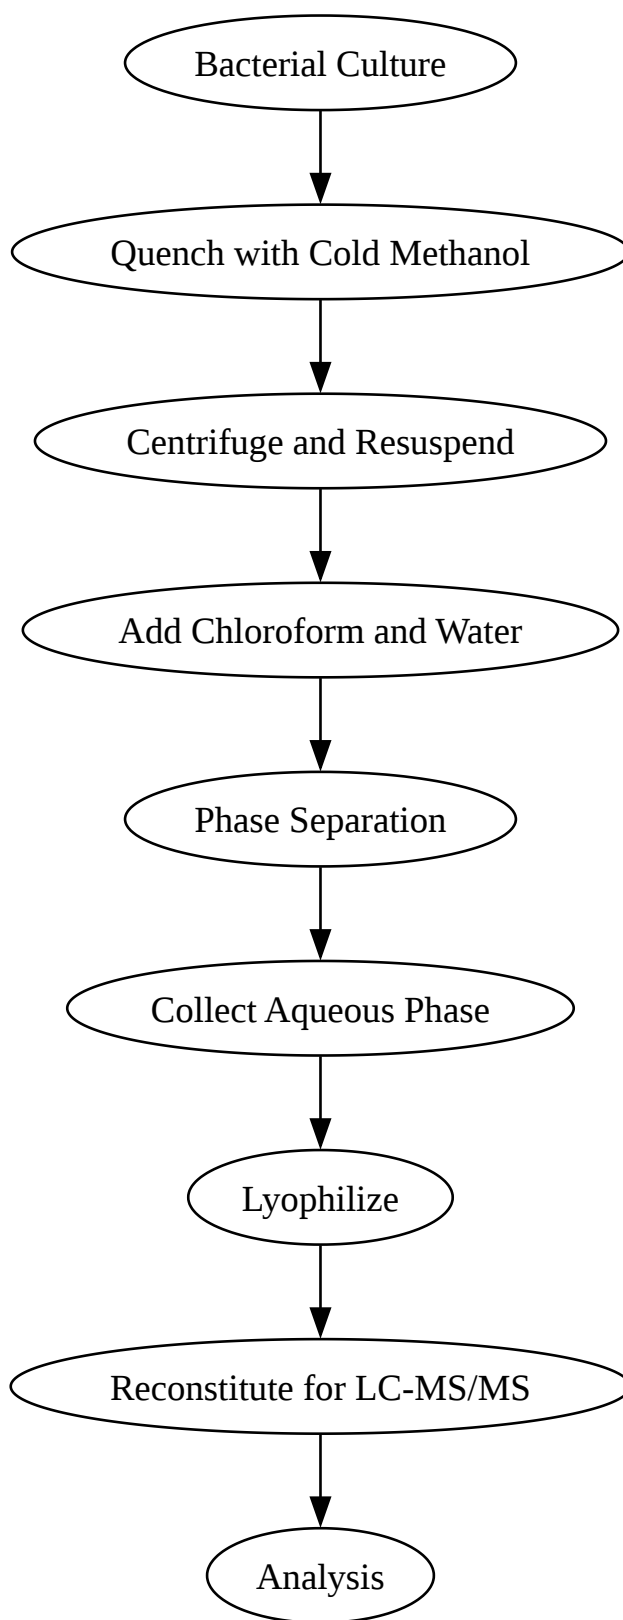 Bacterial Culture
Quench with Cold Methanol
Centrifuge and Resuspend
Add Chloroform and Water
Phase Separation
Collect Aqueous Phase
Lyophilize
Reconstitute for LC-MS/MS
Analysis